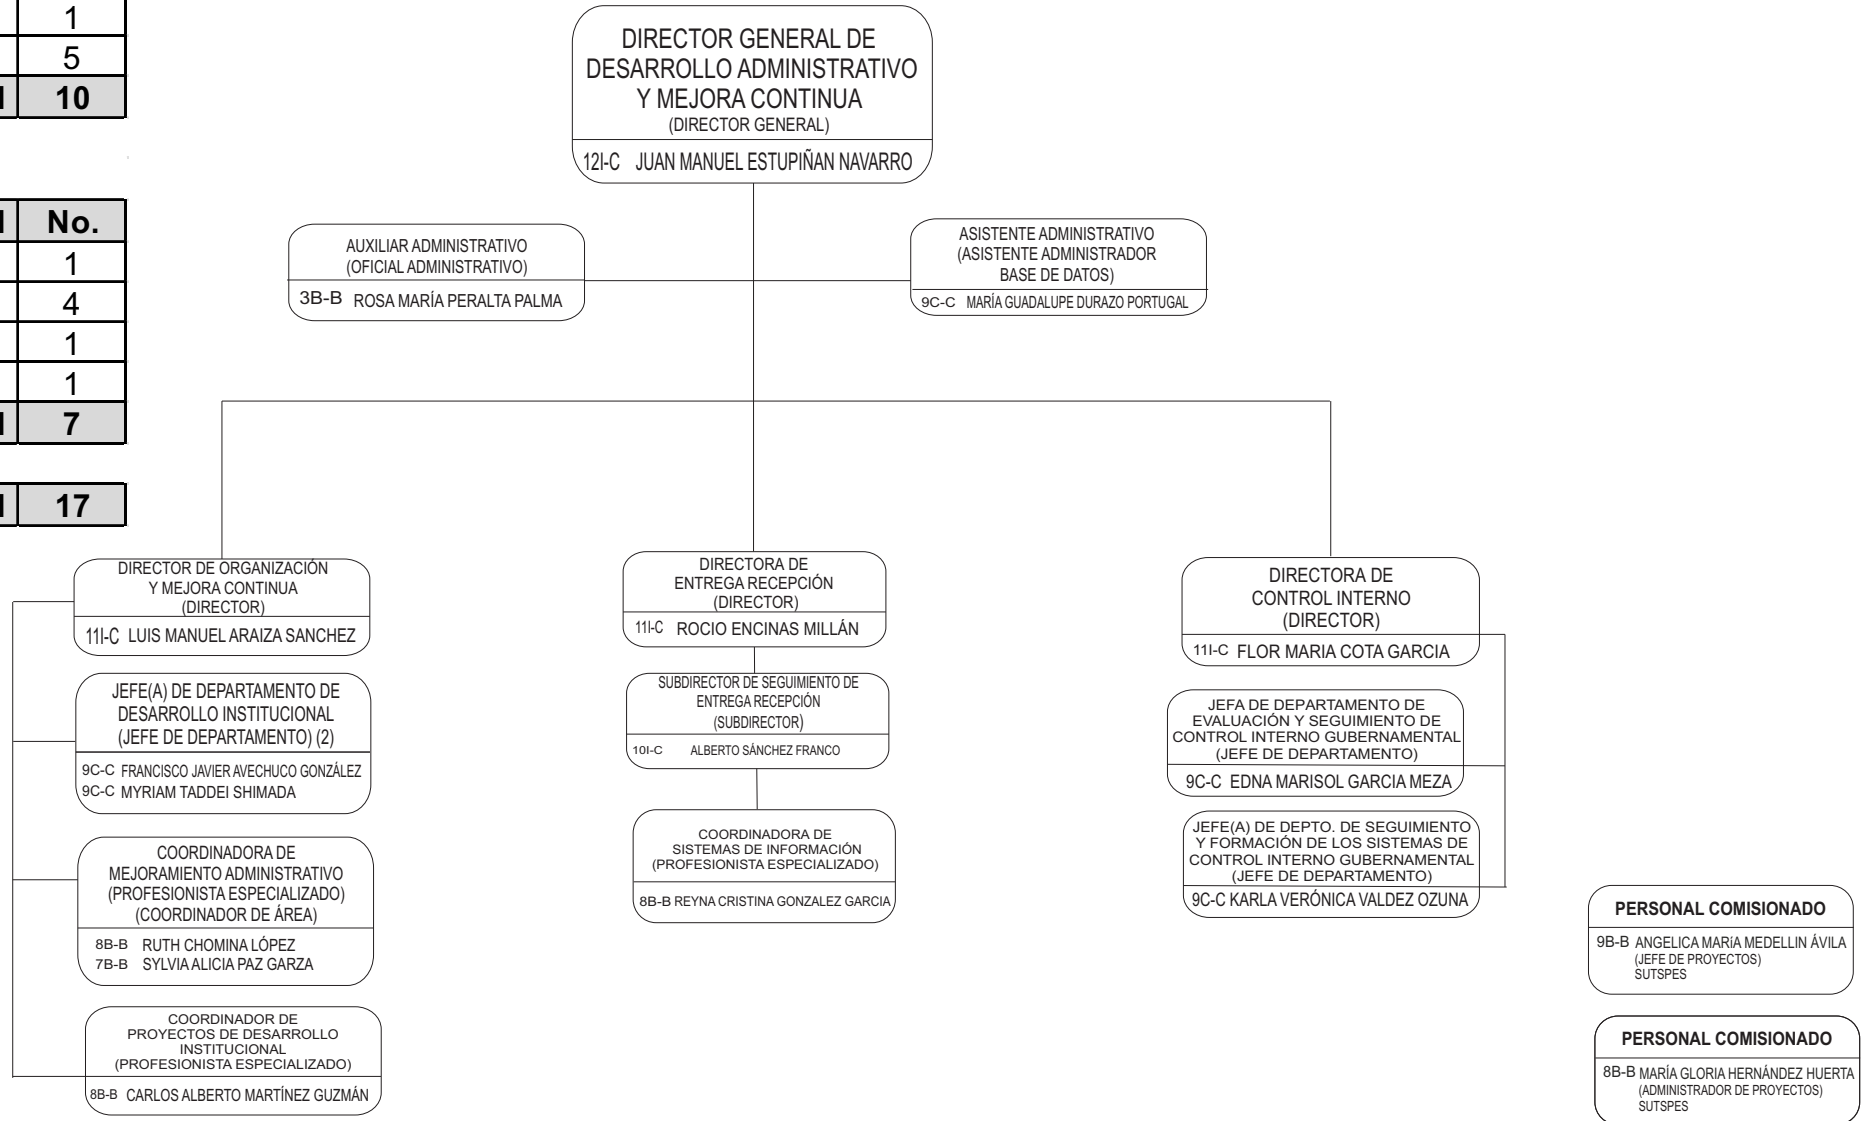 1
5
10
No.
1
4
1
1
7
17
DIRECTOR GENERAL DE
DESARROLLO ADMINISTRATIVO
Y MEJORA CONTINUA
(DIRECTOR GENERAL)
12I-C JUAN MANUEL ESTUPIÑAN NAVARRO
AUXILIAR ADMINISTRATIVO
(OFICIAL ADMINISTRATIVO)
3B-B ROSA MARÍA PERALTA PALMA
ASISTENTE ADMINISTRATIVO
(ASISTENTE ADMINISTRADOR
BASE DE DATOS)
9C-C MARÍA GUADALUPE DURAZO PORTUGAL
DIRECTOR DE ORGANIZACIÓN
Y MEJORA CONTINUA
(DIRECTOR)
11I-C LUIS MANUEL ARAIZA SANCHEZ
JEFE(A) DE DEPARTAMENTO DE
DESARROLLO INSTITUCIONAL
(JEFE DE DEPARTAMENTO) (2)
9C-C FRANCISCO JAVIER AVECHUCO GONZÁLEZ
9C-C MYRIAM TADDEI SHIMADA
COORDINADORA DE
MEJORAMIENTO ADMINISTRATIVO
(PROFESIONISTA ESPECIALIZADO)
(COORDINADOR DE ÁREA)
8B-B RUTH CHOMINA LÓPEZ
7B-B SYLVIA ALICIA PAZ GARZA
COORDINADOR DE
PROYECTOS DE DESARROLLO
INSTITUCIONAL
(PROFESIONISTA ESPECIALIZADO)
8B-B CARLOS ALBERTO MARTÍNEZ GUZMÁN
DIRECTORA DE
ENTREGA RECEPCIÓN
(DIRECTOR)
11I-C ROCIO ENCINAS MILLÁN
SUBDIRECTOR DE SEGUIMIENTO DE
ENTREGA RECEPCIÓN
(SUBDIRECTOR)
10I-C ALBERTO SÁNCHEZ FRANCO
COORDINADORA DE
SISTEMAS DE INFORMACIÓN
(PROFESIONISTA ESPECIALIZADO)
8B-B REYNA CRISTINA GONZALEZ GARCIA
DIRECTORA DE
CONTROL INTERNO
(DIRECTOR)
11I-C FLOR MARIA COTA GARCIA
JEFA DE DEPARTAMENTO DE
EVALUACIÓN Y SEGUIMIENTO DE
CONTROL INTERNO GUBERNAMENTAL
(JEFE DE DEPARTAMENTO)
9C-C EDNA MARISOL GARCIA MEZA
JEFE(A) DE DEPTO. DE SEGUIMIENTO
Y FORMACIÓN DE LOS SISTEMAS DE
CONTROL INTERNO GUBERNAMENTAL
(JEFE DE DEPARTAMENTO)
9C-C KARLA VERÓNICA VALDEZ OZUNA
PERSONAL COMISIONADO
9B-B ANGELICA MARíA MEDELLIN ÁVILA
(JEFE DE PROYECTOS)
SUTSPES
PERSONAL COMISIONADO
8B-B MARÍA GLORIA HERNÁNDEZ HUERTA
(ADMINISTRADOR DE PROYECTOS)
SUTSPES